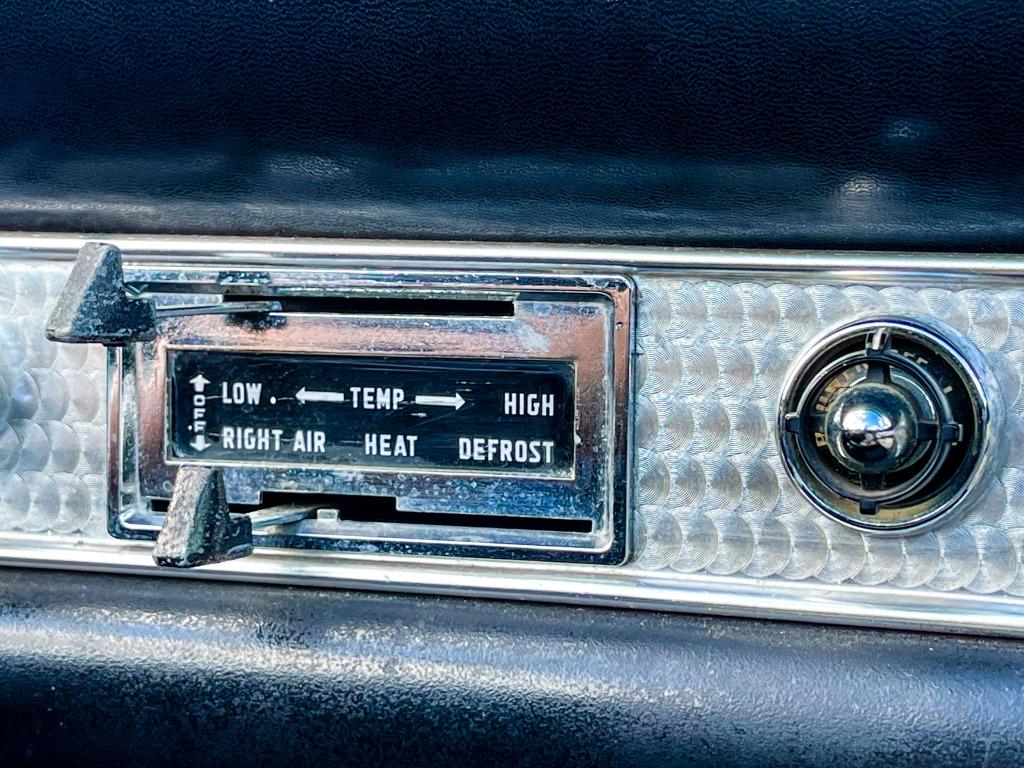 OFF
LOW . ← TEMP → HIGH
RIGHT AIR HEAT DEFROST